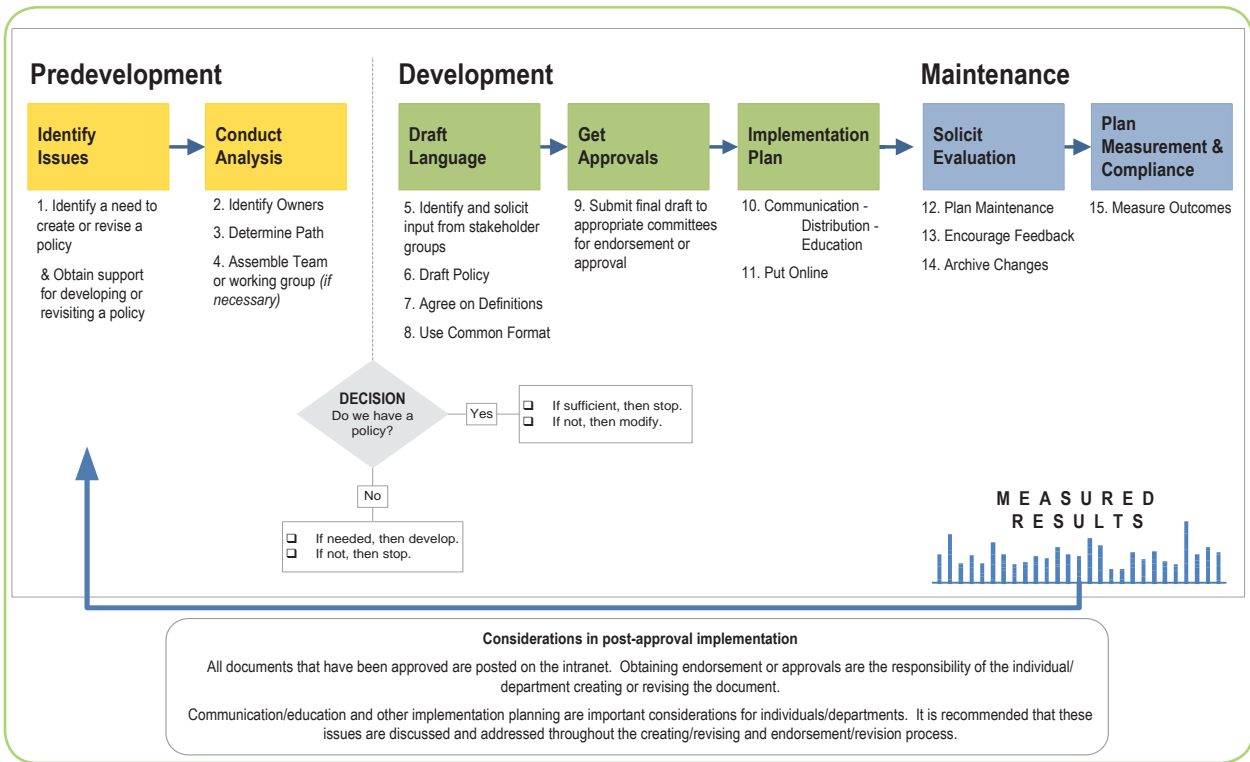 Predevelopment
Identify
Issues
1. Identify a need to
create or revise a
policy
& Obtain support
for developing or
revisiting a policy
Conduct
Analysis
2. Identify Owners
3. Determine Path
4. Assemble Team
or working group (if
necessary)
Development
Draft
Language
5. Identify and solicit
input from stakeholder
groups
6. Draft Policy
7. Agree on Definitions
8. Use Common Format
Get
Approvals
9. Submit final draft to
appropriate committees
for endorsement or
approval
Implementation
Plan
10. Communication -
Distribution -
Education
11. Put Online
Maintenance
Solicit
Evaluation
12. Plan Maintenance
13. Encourage Feedback
14. Archive Changes
Plan
Measurement &
Compliance
15. Measure Outcomes
DECISION
Do we have a
policy?
Yes
If sufficient, then stop.
If not, then modify.
No
If needed, then develop.
If not, then stop.
MEASURED
RESULTS
Considerations in post-approval implementation
All documents that have been approved are posted on the intranet. Obtaining endorsement or approvals are the responsibility of the individual/
department creating or revising the document.
Communication/education and other implementation planning are important considerations for individuals/departments. It is recommended that these
issues are discussed and addressed throughout the creating/revising and endorsement/revision process.